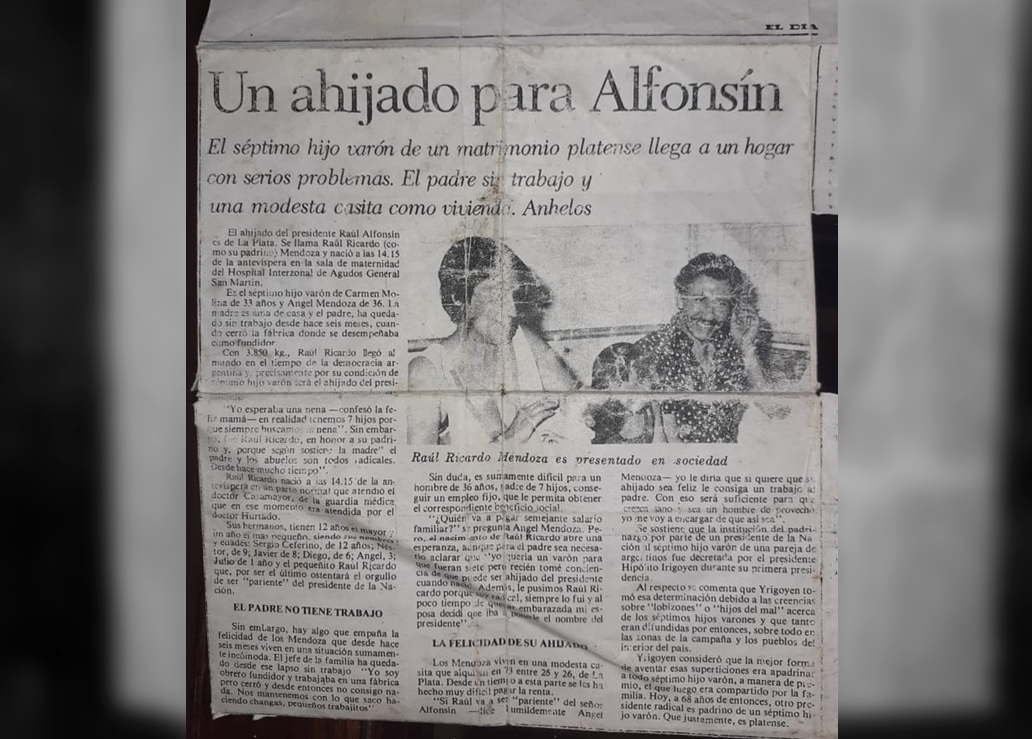 EL DIA
Un ahijado para Alfonsín
El séptimo hijo varón de un matrimonio platense llega a un hogar
con serios problemas. El padre sin trabajo y
una modesta casita como vivienda. Anhelos
El ahijado del presidente Raúl Alfonsín
es de La Plata. Se llama Raúl Ricardo (co-
mo su padrino) Mendoza y nació a las 14.15
de la antevíspera en la sala de maternidad
del Hospital Interzonal de Agudos General
San Martín.
Es el séptimo hijo varón de Carmen Mo-
lina de 33 años y Angel Mendoza de 36. La
madre es ama de casa y el padre, ha queda-
do sin trabajo desde hace seis meses, cuan-
do cerró la fábrica donde se desempeñaba
como fundidor.
Con 3.850 kg., Raúl Ricardo llegó al
mundo en el tiempo de la democracia ar-
gentina y, precisamente por su condición de
séptimo hijo varón será el ahijado del presi-
"Yo esperaba una nena —confesó la fe-
liz mamá— en realidad tenemos 7 hijos por-
que siempre buscamos nena". Sin embar-
go, fue Raúl Ricardo, en honor a su padri-
no y, porque según sostiene la madre" el
padre y los abuelos son todos radicales.
Desde hace mucho tiempo".
Raúl Ricardo nació a las 14.15 de la an-
tevíspera en un parto normal que atendió el
doctor Casamayor, de la guardia médica
que en ese momento era atendida por el
doctor Hurtado.
Sus hermanos, tienen 12 años el mayor
un año el mas pequeño, siendo sus nombres
y edades: Sergio Ceferino, de 12 años; Nés-
tor, de 9; Javier de 8; Diego, de 6; Angel, 3;
Julio de 1 año y el pequeñito Raúl Ricardo
que, por ser el último ostentará el orgullo
de ser "pariente" del presidente de la Na-
ción.
EL PADRE NO TIENE TRABAJO
Sin embargo, hay algo que empaña la
felicidad de los Mendoza que desde hace
seis meses viven en una situación sumamen-
te incómoda. El jefe de la familia ha queda-
do desde ese lapso sin trabajo "Yo soy
obrero fundidor y trabajaba en una fábrica
pero cerró y desde entonces no consigo na-
da. Nos mantenemos con lo que saco ha-
ciendo changas, pequeños trabajitos"
Raúl Ricardo Mendoza es presentado en sociedad
Sin duda, es sumamente difícil para un
hombre de 36 años, padre de 7 hijos, conse-
guir un empleo fijo, que le permita obtener
el correspondiente beneficio social.
"¿Quién va a pagar semejante salario
familiar?" se pregunta Angel Mendoza. Pe-
ro, el nacimiento de Raúl Ricardo abre una
esperanza, aunque para el padre sea necesa-
rio aclarar que "yo quería un varón para
que fueran siete pero recién tomé concien-
cia de que puede ser ahijado del presidente
cuando nació. Además, le pusimos Raúl Ri-
cardo porque soy radical, siempre lo fui y al
poco tiempo de quedar embarazada mi es-
posa decidí que iba a ponerle el nombre del
presidente"
LA FELICIDAD DE SU AHIJADO
Los Mendoza viven en una modesta ca-
sita que alquilan en 73 entre 25 y 26, de La
Plata. Desde un tiempo a esta parte se les ha
hecho muy difícil pagar la renta.
"Si Raúl va a ser "pariente" del señor
Alfonsín —dice humildemente Angel
Mendoza— yo le diría que si quiere que su
ahijado sea feliz le consiga un trabajo al
padre. Con eso será suficiente para que
crezca sano y sea un hombre de provecho
yo me voy a encargar de que así sea".
Se sostiene que la institución del padri-
nazgo por parte de un presidente de la Na-
ción al séptimo hijo varón de una pareja de
argentinos fue decretada por el presidente
Hipólito Irigoyen durante su primera presi-
dencia.
Al respecto se comenta que Yrigoyen to-
mó esa determinación debido a las creencias
sobre "lobizones" o "hijos del mal" acerca
de los séptimos hijos varones y que tanto
eran difundidas por entonces, sobre todo en
las zonas de la campaña y los pueblos del
interior del país.
Yrigoyen consideró que la mejor forma
de aventar esas supersticiones era apadrinar
a todo séptimo hijo varón, a manera de pre-
mio, el que luego era compartido por la fa-
milia. Hoy, a 68 años de entonces, otro pre-
sidente radical es padrino de un séptimo hi-
jo varón. Que justamente, es platense.